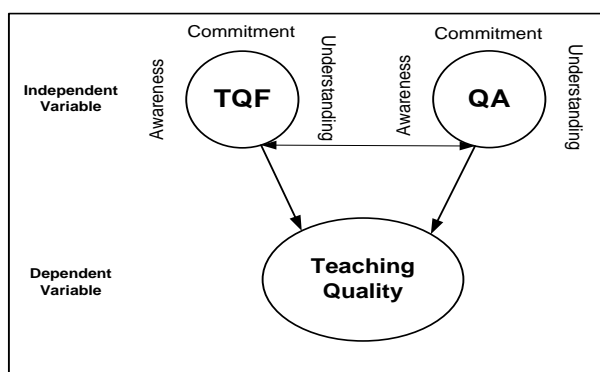 Commitment
Commitment
Independent
Variable
Awareness
TQF
Understanding
Awareness
QA
Understanding
Dependent
Variable
Teaching
Quality